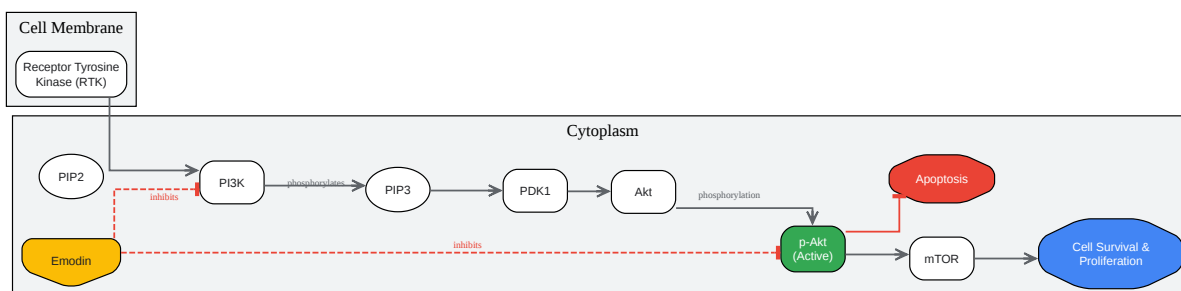 Cell Membrane
Receptor Tyrosine
Kinase (RTK)
Cytoplasm
PIP2
PI3K
phosphorylates
PIP3
PDK1
Akt
phosphorylation
Apoptosis
inhibits
Emodin
inhibits
p-Akt
(Active)
mTOR
Cell Survival &
Proliferation